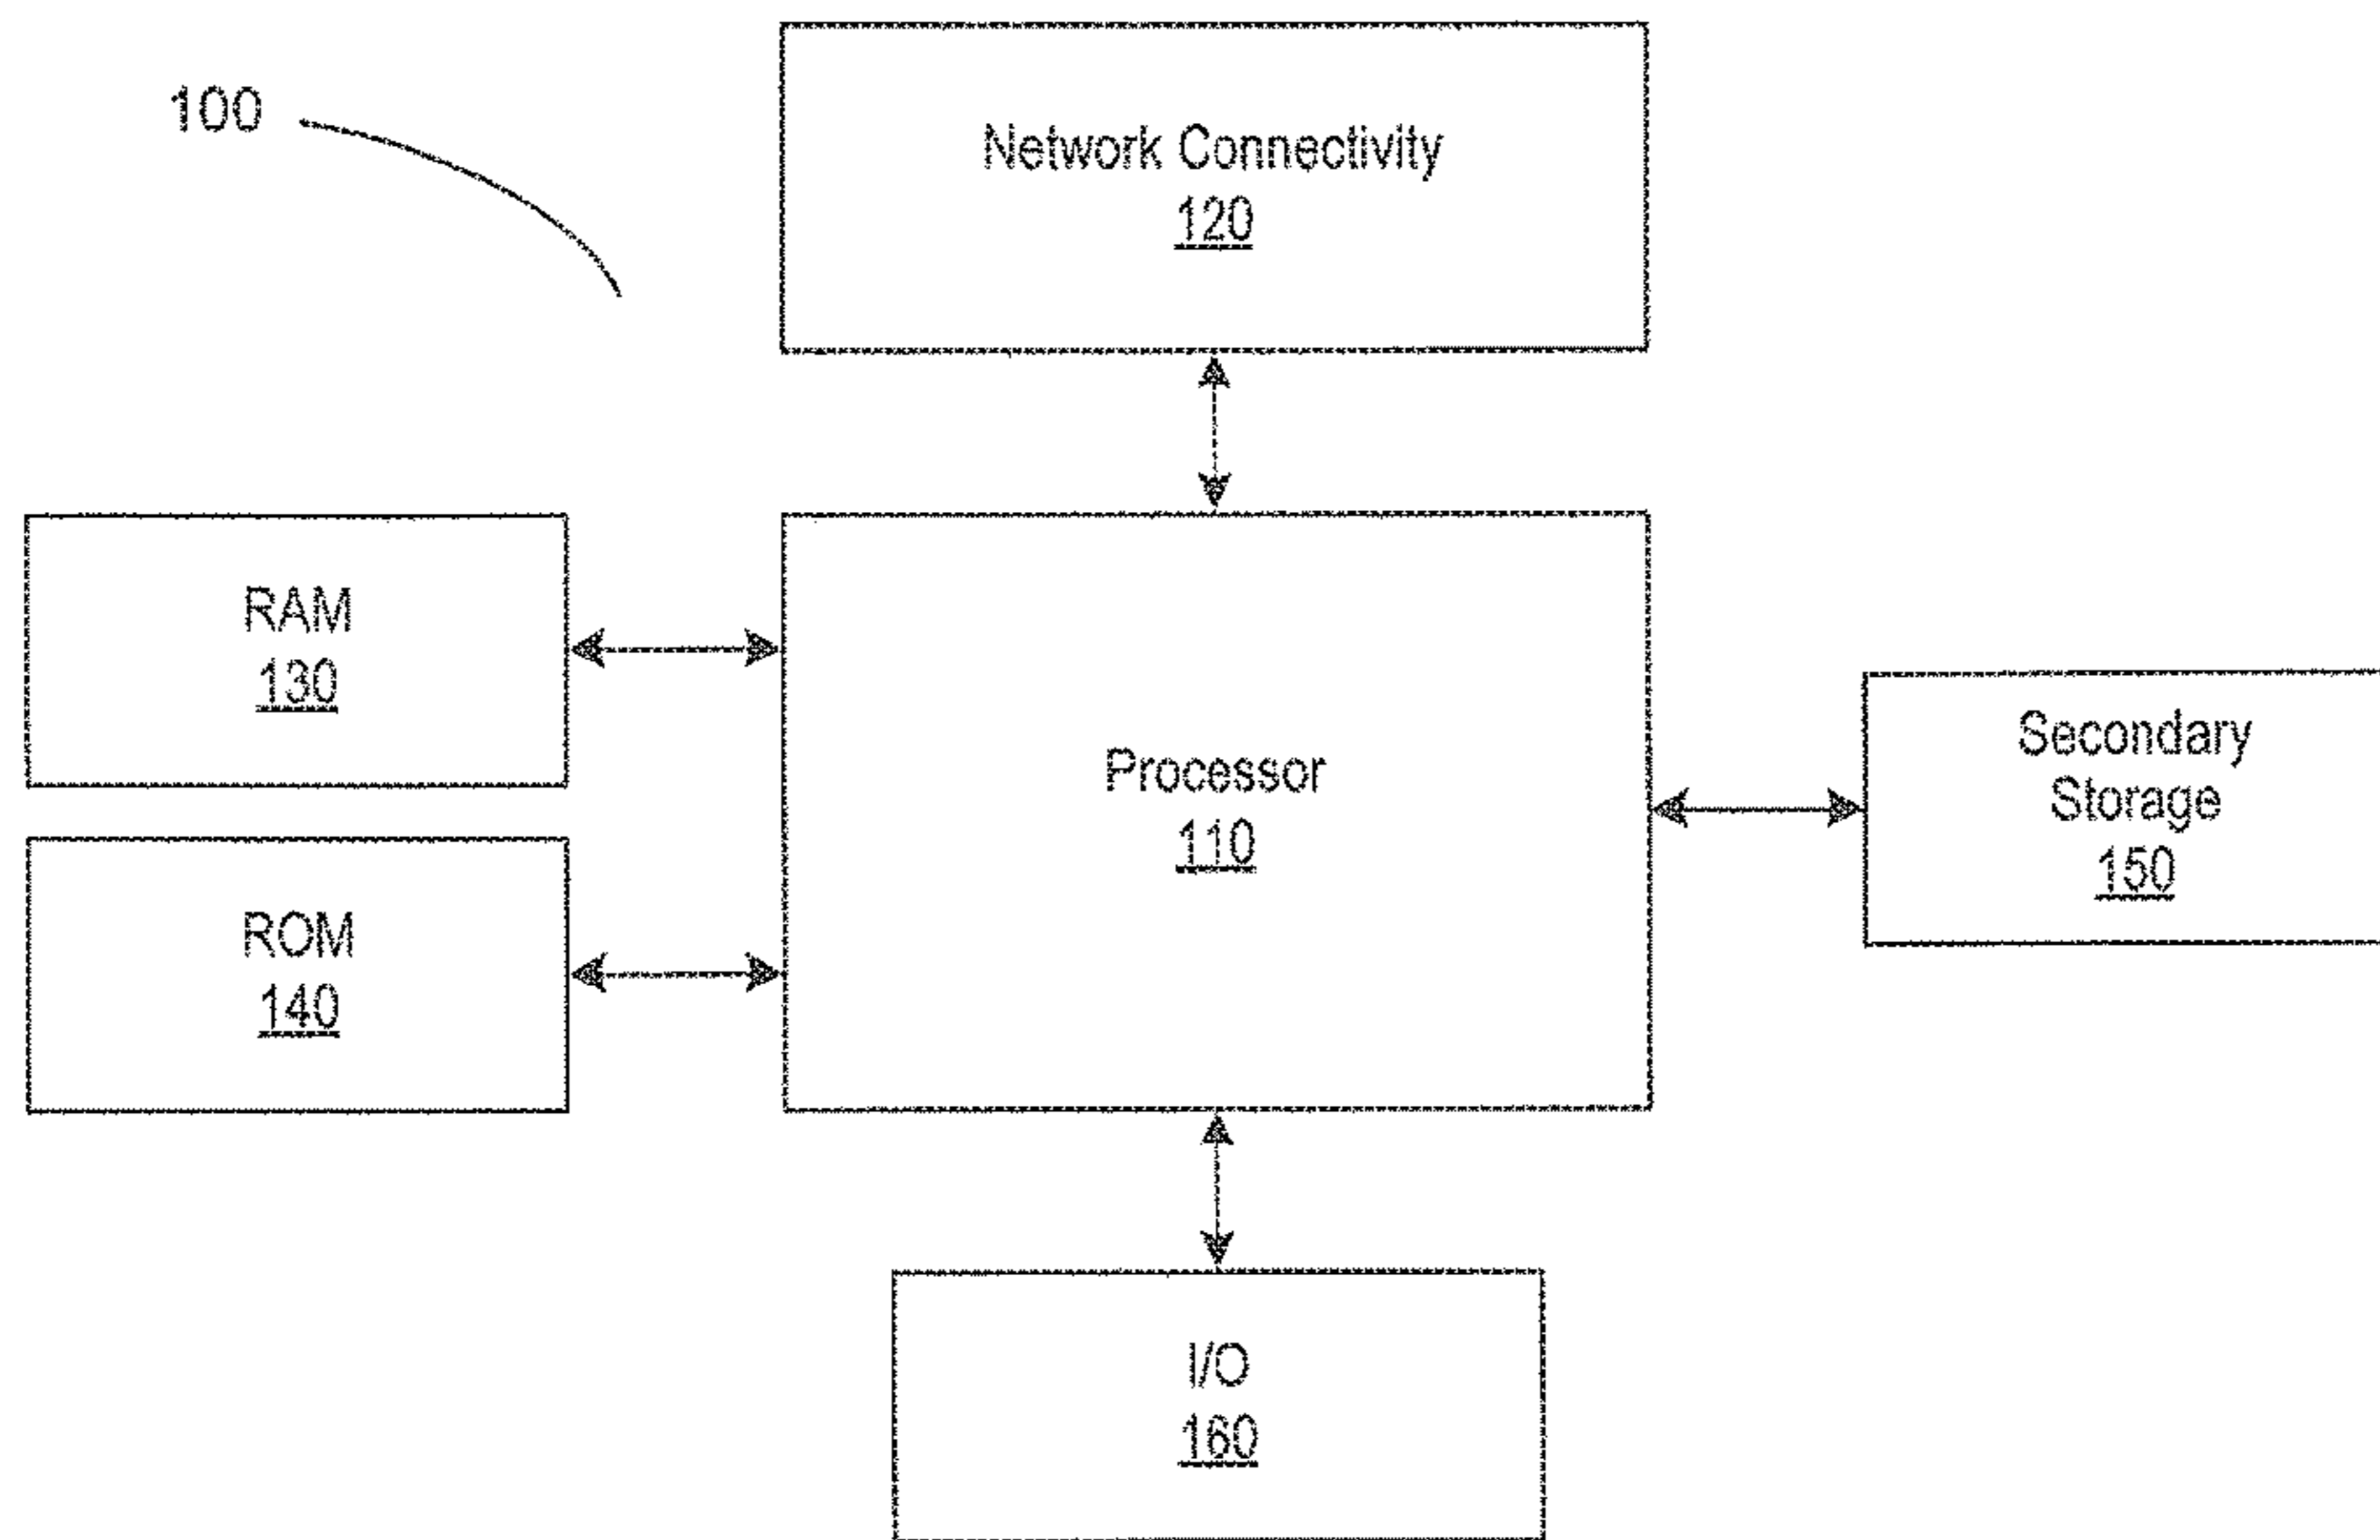 100
Network Connectivity
120
RAM
130
Processor
110
Secondary
Storage
150
ROM
140
I/O
160